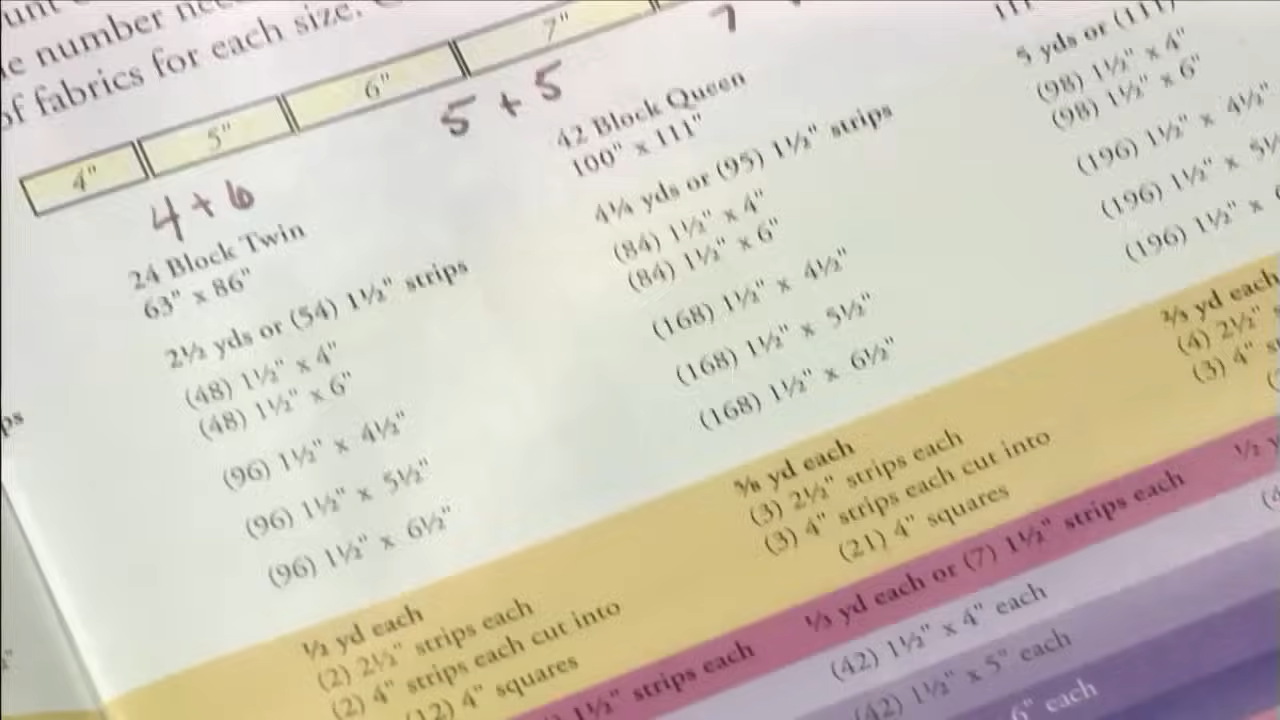 unt
e number
of fabrics for each size.
4" 5" 6" 7"
4 + 6
5 + 5
7
24 Block Twin
63" x 86"
2½ yds or (54) 1½" strips
(48) 1½" x 4"
(48) 1½" x 6"
(96) 1½" x 4½"
(96) 1½" x 5½"
(96) 1½" x 6½"
½ yd each
(2) 2½" strips each
(2) 4" strips each cut into
(12) 4" squares
1½" strips each
42 Block Queen
100" x 111"
4¼ yds or (95) 1½" strips
(84) 1½" x 4"
(84) 1½" x 6"
(168) 1½" x 4½"
(168) 1½" x 5½"
(168) 1½" x 6½"
⅝ yd each
(3) 2½" strips each
(3) 4" strips each cut into
(21) 4" squares
⅓ yd each or (7) 1½" strips each
(42) 1½" x 4" each
(42) 1½" x 5" each
6" each
5 yds or (111)
(98) 1½" x 4"
(98) 1½" x 6"
(196) 1½" x 4½"
(196) 1½" x 5½
(196) 1½" x
⅔ yd each
(4) 2½"
(3) 4"
½ y
ps